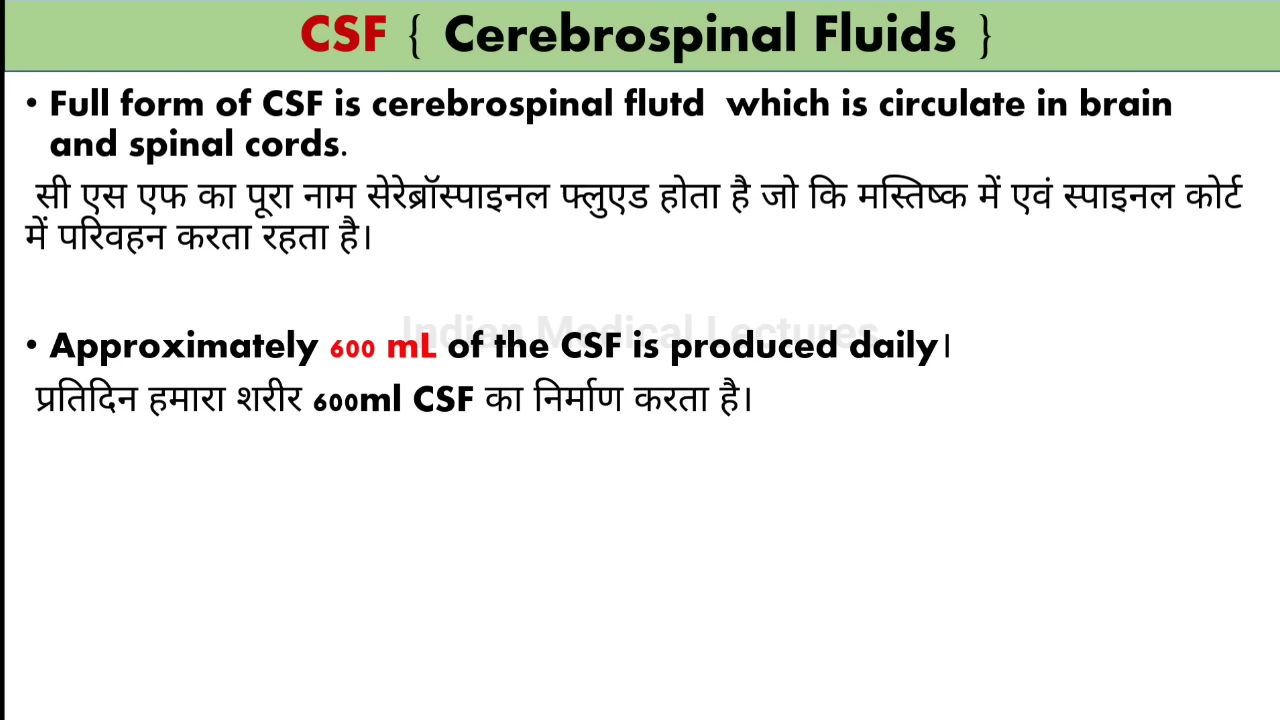 CSF { Cerebrospinal Fluids }
• Full form of CSF is cerebrospinal flutd which is circulate in brain
and spinal cords.
सी एस एफ का पूरा नाम सेरेब्रॉस्पाइनल फ्लुएड होता है जो कि मस्तिष्क में एवं स्पाइनल कोर्ट
में परिवहन करता रहता है।
Indian Medical Lectures
• Approximately 600 mL of the CSF is produced daily।
प्रतिदिन हमारा शरीर 600ml CSF का निर्माण करता है।